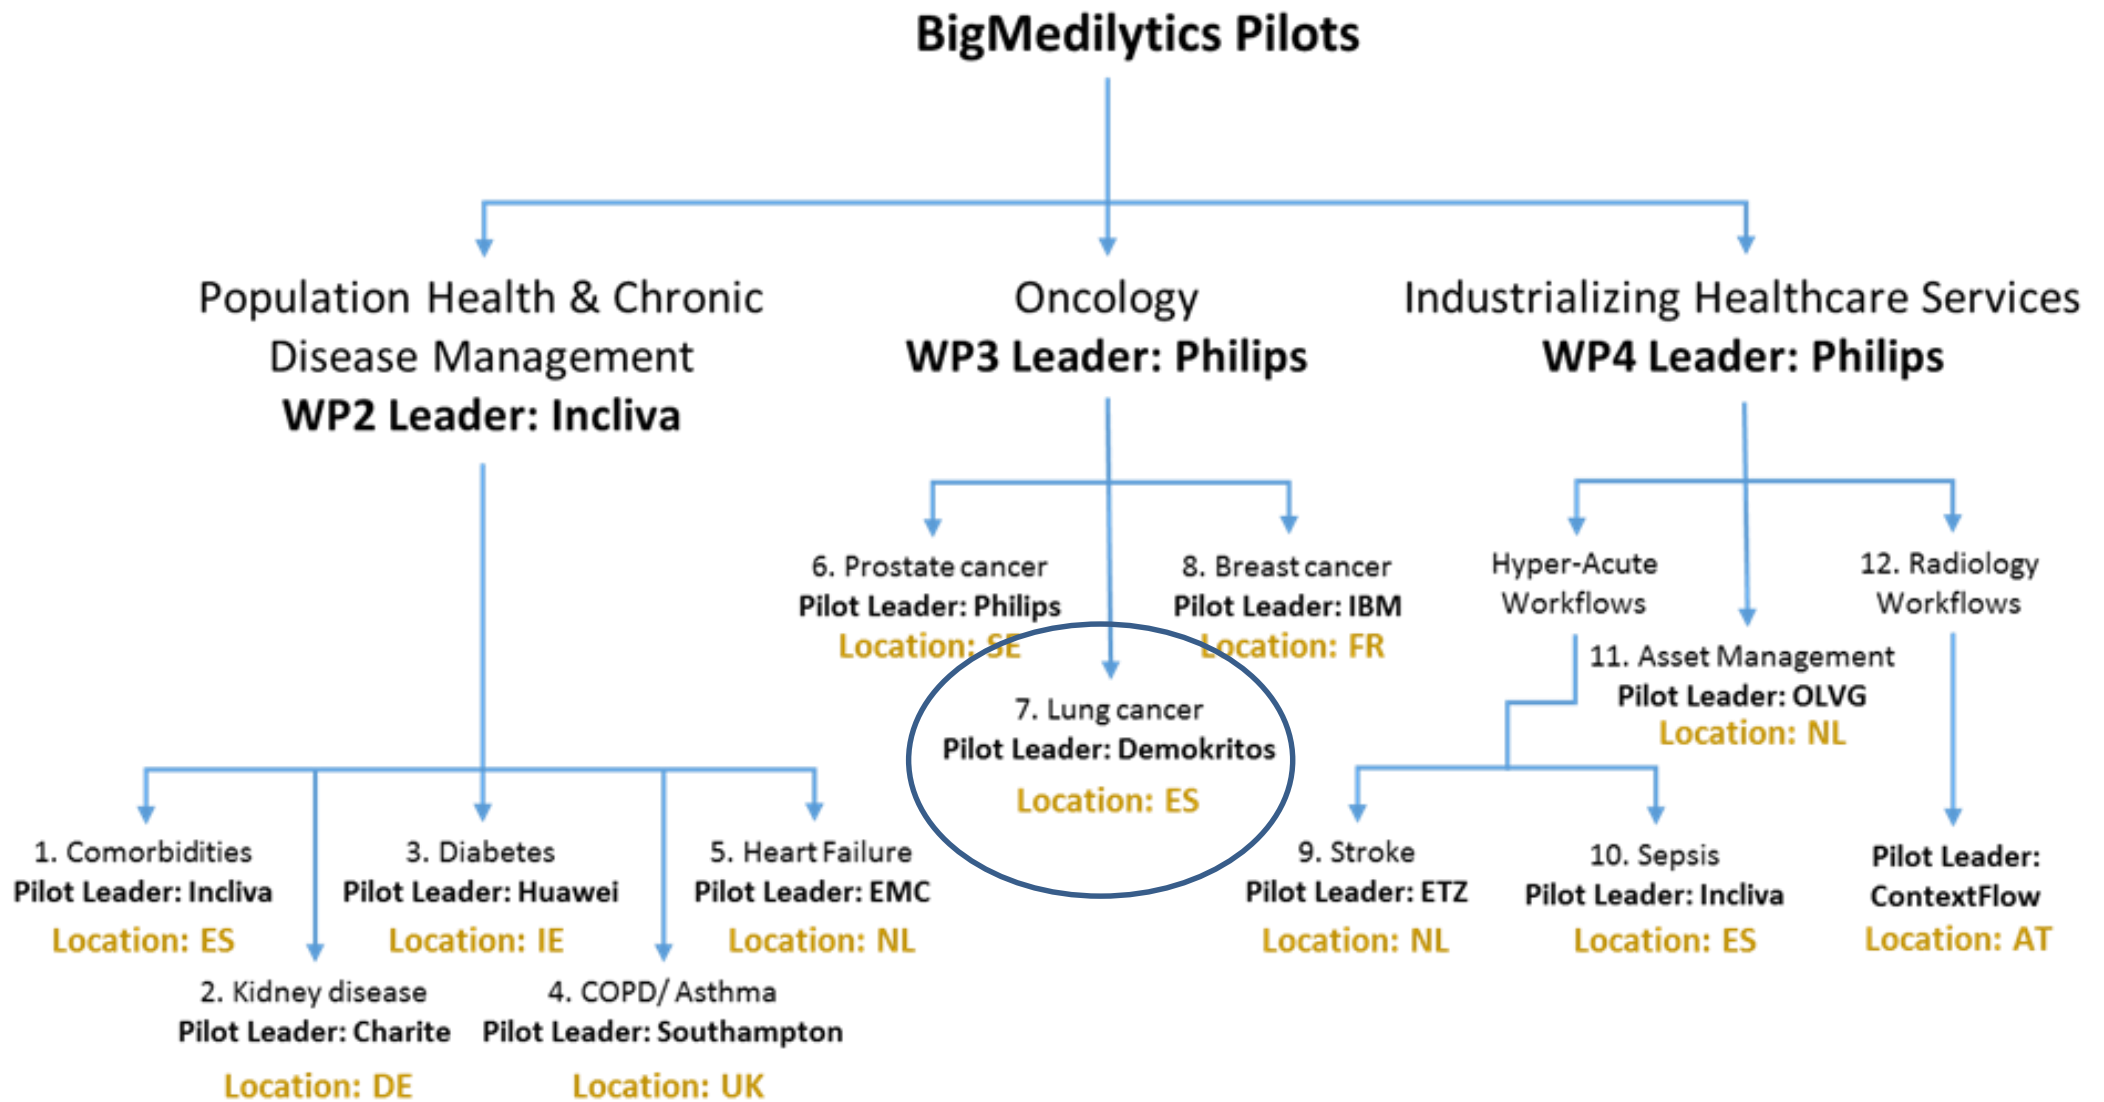 BigMedilytics Pilots
Population Health & Chronic
Disease Management
WP2 Leader: Incliva
Oncology
WP3 Leader: Philips
Industrializing Healthcare Services
WP4 Leader: Philips
1. Comorbidities
Pilot Leader: Incliva
Location: ES
2. Kidney disease
Pilot Leader: Charite
Location: DE
3. Diabetes
Pilot Leader: Huawei
Location: IE
4. COPD/ Asthma
Pilot Leader: Southampton
Location: UK
5. Heart Failure
Pilot Leader: EMC
Location: NL
6. Prostate cancer
Pilot Leader: Philips
Location: SE
7. Lung cancer
Pilot Leader: Demokritos
Location: ES
8. Breast cancer
Pilot Leader: IBM
Location: FR
Hyper-Acute
Workflows
9. Stroke
Pilot Leader: ETZ
Location: NL
10. Sepsis
Pilot Leader: Incliva
Location: ES
11. Asset Management
Pilot Leader: OLVG
Location: NL
12. Radiology
Workflows
Pilot Leader:
ContextFlow
Location: AT